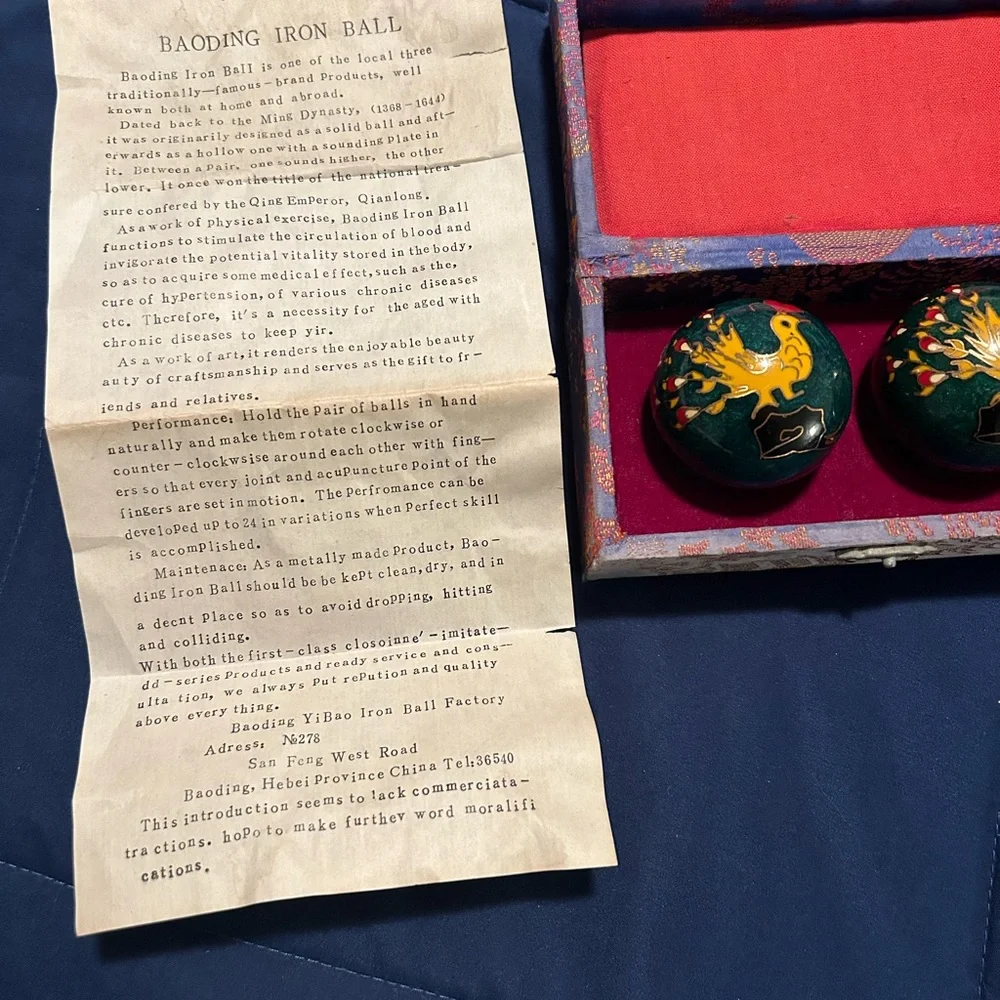 BAODING IRON BALL
Baoding Iron Ball is one of the local three
traditionally—famous-brand Products, well
known both at home and abroad.
Dated back to the Ming Dynasty, (1368-1644)
it was originarily designed as a solid ball and aft—
erwards as a hollow one with a sounding plate in
it. Between a pair, one sounds higher, the other
lower. It once won the title of the national trea—
sure confered by the Qing Emperor, Qianlong.
As a work of physical exercise, Baoding Iron Ball
functions to stimulate the circulation of blood and
invigorate the potential vitality stored in the body,
so as to acquire some medical effect, such as the,
cure of hypertension, of various chronic diseases
ctc. Therefore, it's a necessity for the aged with
chronic diseases to keep yir.
As a work of art, it renders the enjoyable beauty
auty of craftsmanship and serves as the gift to fr—
iends and relatives.
Performance: Hold the pair of balls in hand
naturally and make them rotate clockwise or
counter-clockwsise around each other with fing—
ers so that every joint and acupuncture point of the
fingers are set in motion. The Perfromance can be
developed up to 24 in variations when Perfect skill
is accomplished.
Maintenace: As a metally made Product, Bao—
ding Iron Ball should be be kept clean, dry, and in
a decnt Place so as to avoid dropping, hitting
and colliding.
With both the first-class closoinne'-imitate—
dd-series Products and ready service and cons—
ulta tion, we always Put repution and quality
above every thing.
Baoding YiBao Iron Ball Factory
Adress: №278
San Feng West Road
Baoding, Hebei Province China Tel:36540
This introduction seems to lack commerciata—
tra ctions. hopo to make furthev word moralifi
cations.